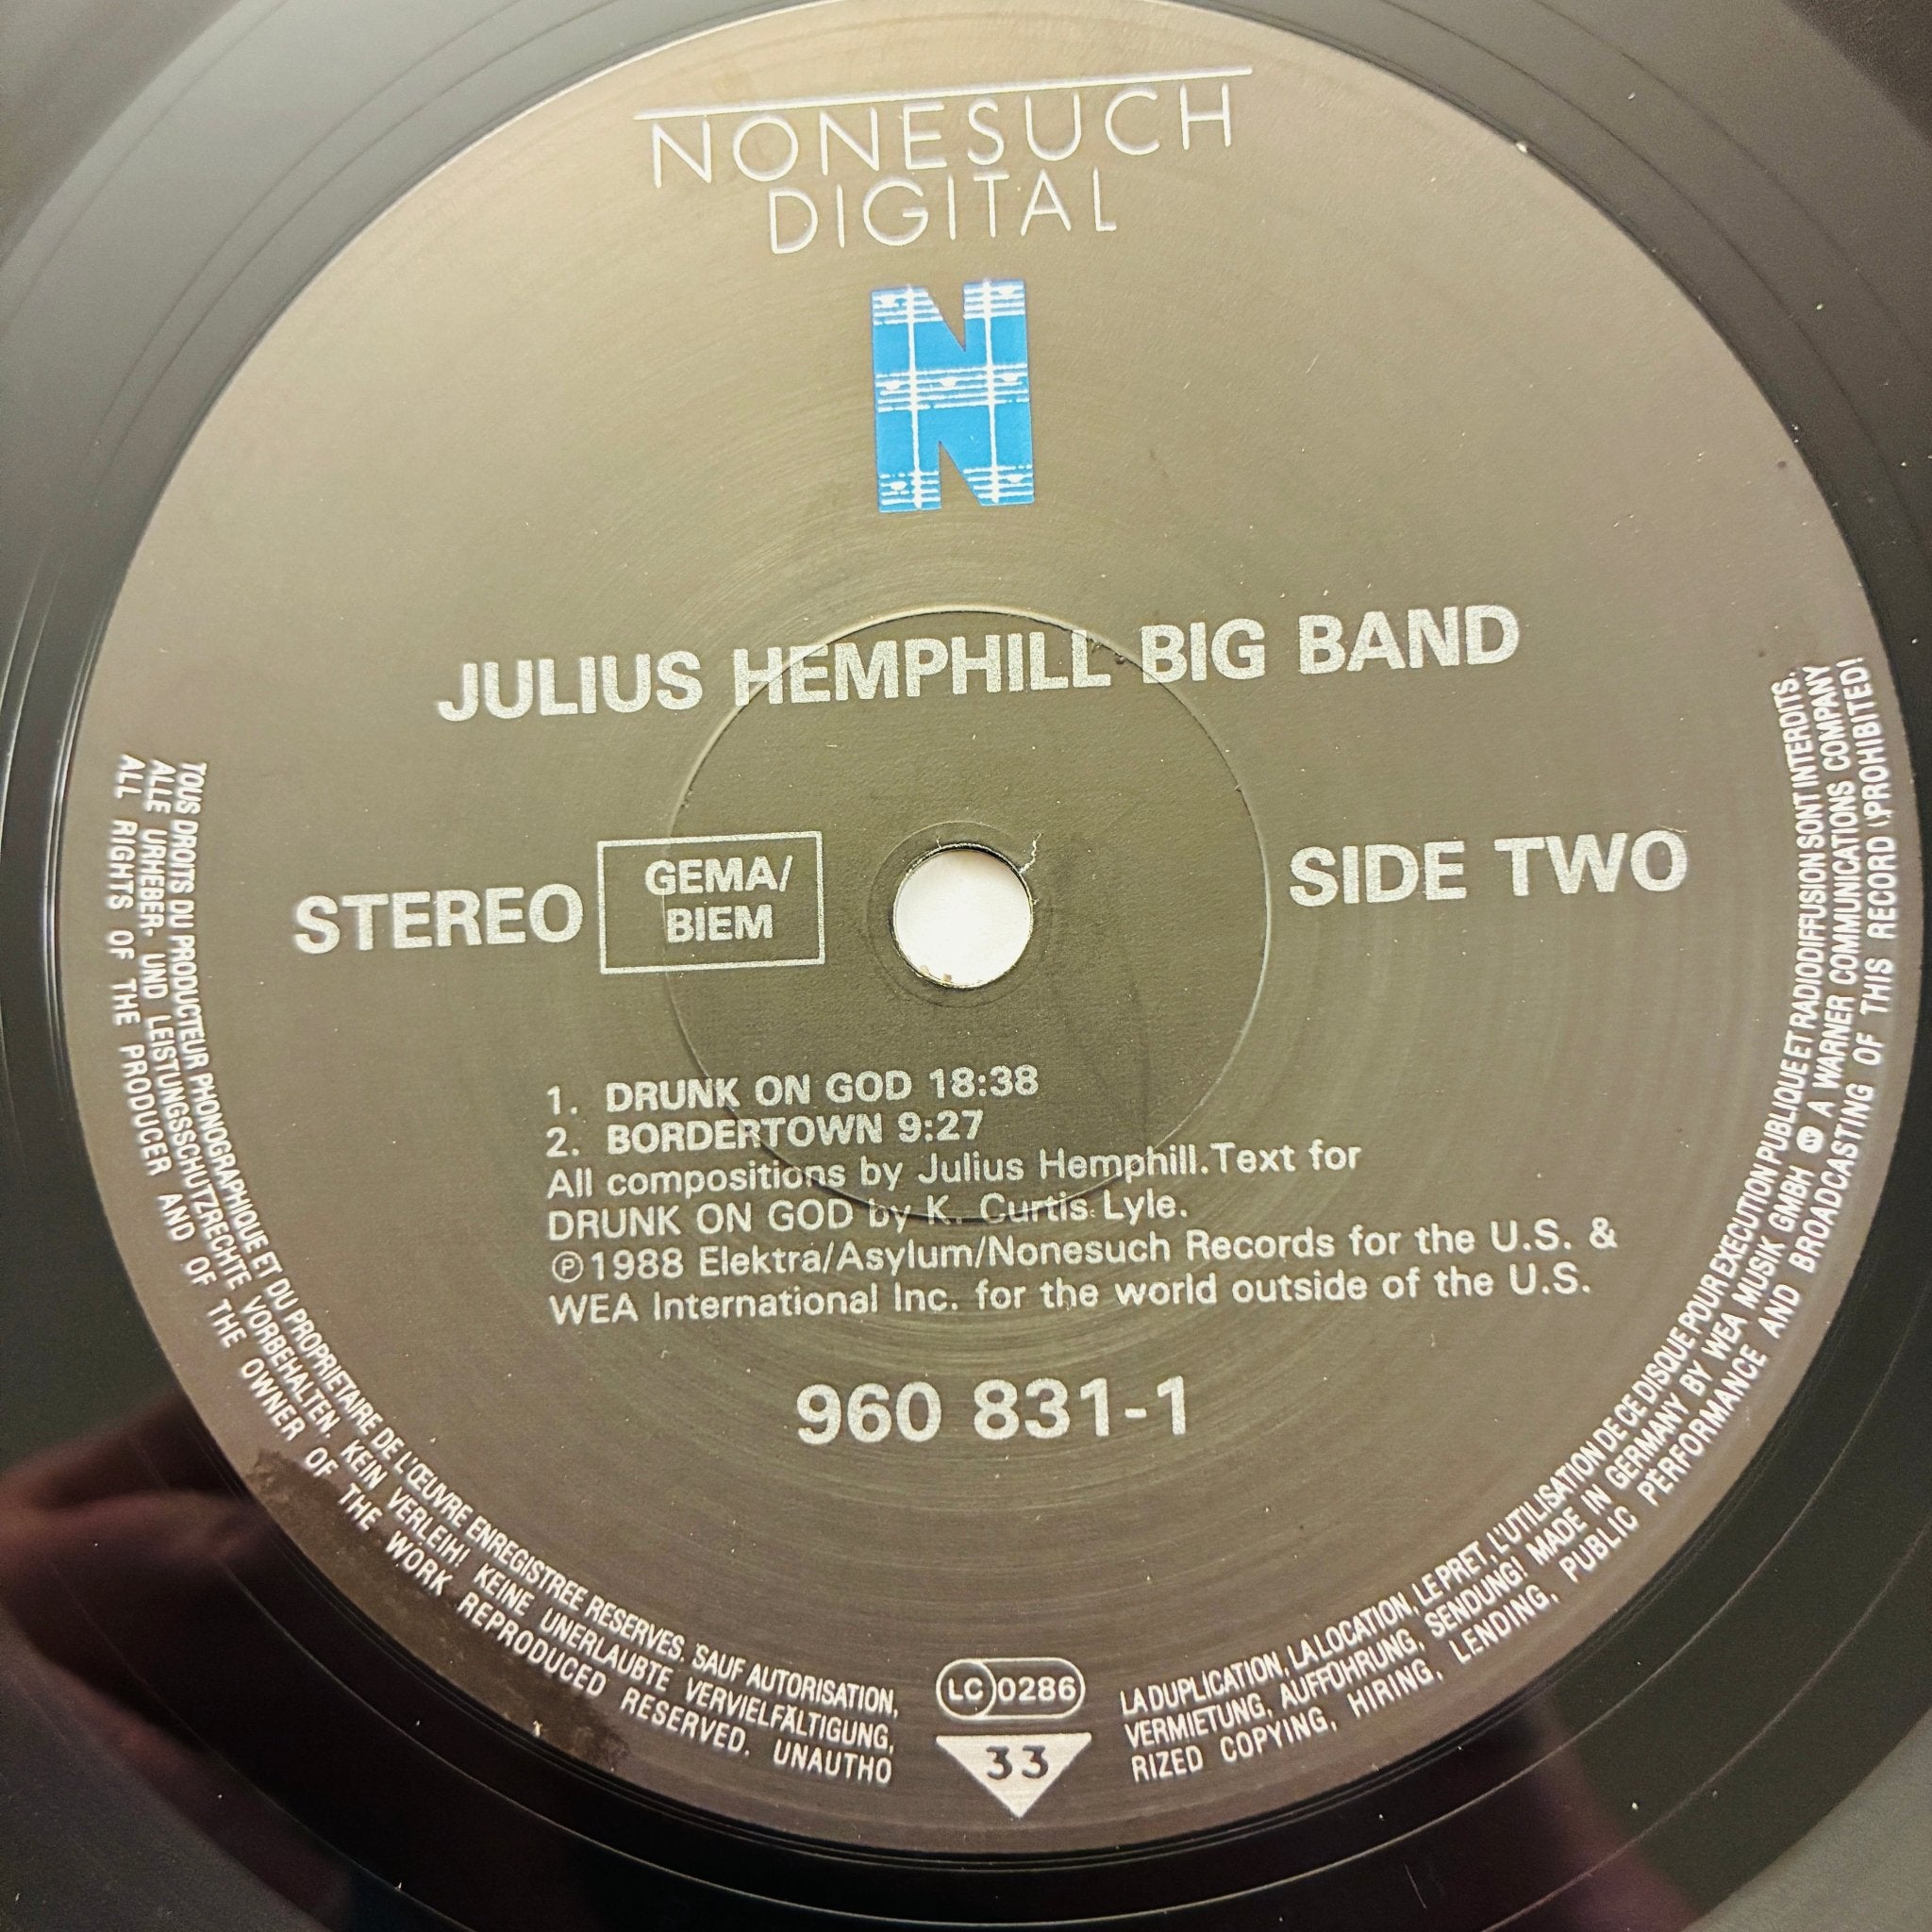 NONESUCH
DIGITAL
N
JULIUS HEMPHILL BIG BAND
STEREO
GEMA/
BIEM
SIDE TWO
1. DRUNK ON GOD 18:38
2. BORDERTOWN 9:27
All compositions by Julius Hemphill. Text for
DRUNK ON GOD by K. Curtis Lyle.
℗1988 Elektra/Asylum/Nonesuch Records for the U.S. &
WEA International Inc. for the world outside of the U.S.
960 831-1
TOUS DROITS DU PRODUCTEUR PHONOGRAPHIQUE ET DU PROPRIETAIRE DE L'ŒUVRE ENREGISTREE RESERVES. SAUF AUTORISATION, LA DUPLICATION, LA LOCATION, LE PRET, L'UTILISATION DE CE DISQUE POUR EXECUTION PUBLIQUE ET RADIODIFFUSION SONT INTERDITS.
ALLE URHEBER- UND LEISTUNGSSCHUTZRECHTE VORBEHALTEN. KEIN VERLEIH! KEINE UNERLAUBTE VERVIELFÄLTIGUNG, VERMIETUNG, AUFFÜHRUNG, SENDUNG! MADE IN GERMANY BY WEA MUSIK GMBH A WARNER COMMUNICATIONS COMPANY
ALL RIGHTS OF THE PRODUCER AND OF THE OWNER OF THE WORK REPRODUCED RESERVED. UNAUTHORIZED COPYING, HIRING, LENDING, PUBLIC PERFORMANCE AND BROADCASTING OF THIS RECORD PROHIBITED!
LC 0286
33